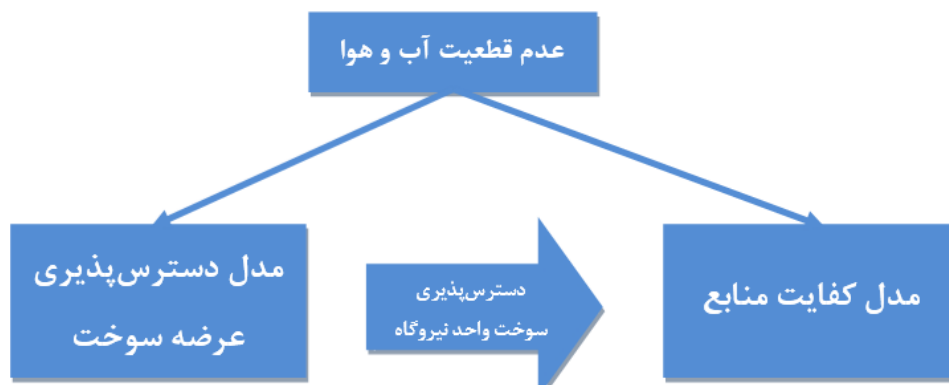 عدم قطعیت آب و هوا
مدل کفایت منابع
دسترس‌پذیری
سوخت واحد نیروگاه
مدل دسترس‌پذیری
عرضه سوخت